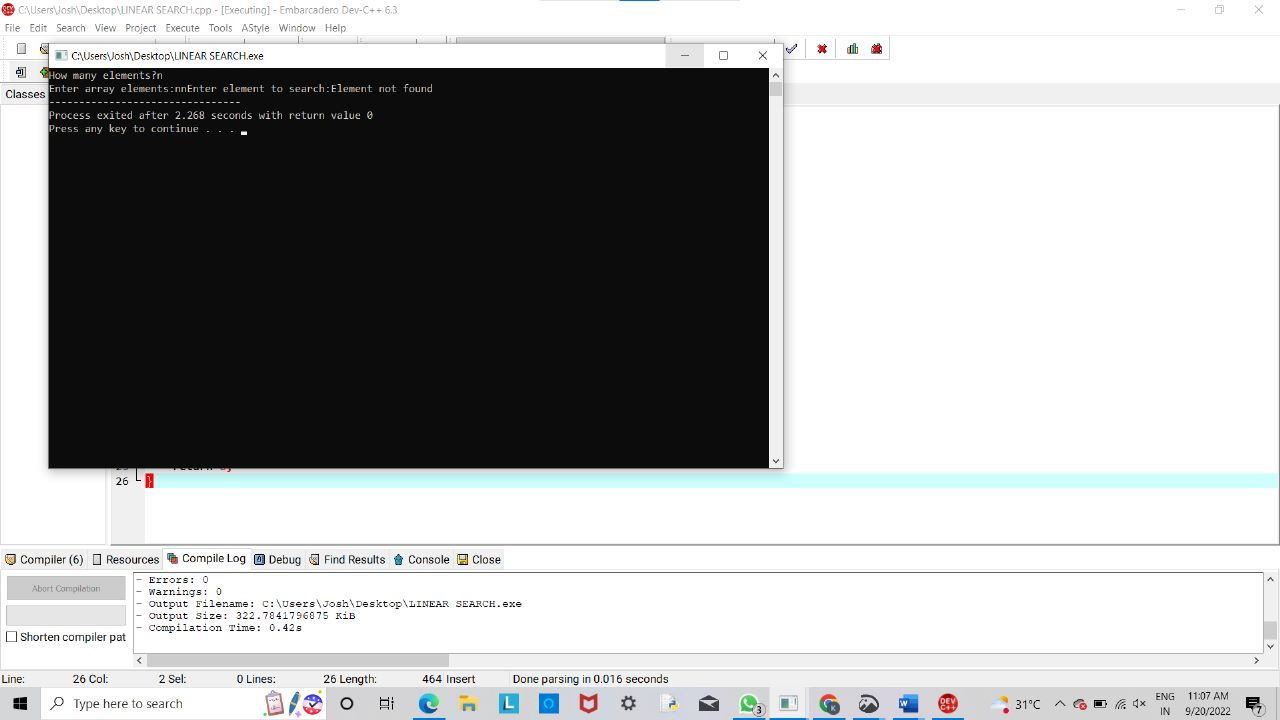 C:\Users\Josh\Desktop\LINEAR SEARCH.cpp - [Executing] - Embarcadero Dev-C++ 6.3
File Edit Search View Project Execute Tools AStyle Window Help
C:\Users\Josh\Desktop\LINEAR SEARCH.exe
How many elements?n
Enter array elements:nnEnter element to search:Element not found
--------------------------------
Process exited after 2.268 seconds with return value 0
Press any key to continue . . .
Classes
26 }
Compiler (6) Resources Compile Log Debug Find Results Console Close
Abort Compilation
Shorten compiler pat
- Errors: 0
- Warnings: 0
- Output Filename: C:\Users\Josh\Desktop\LINEAR SEARCH.exe
- Output Size: 322.7841796875 KiB
- Compilation Time: 0.42s
Line: 26 Col: 2 Sel: 0 Lines: 26 Length: 464 Insert Done parsing in 0.016 seconds
Type here to search
3
31°C
ENG
IN
11:07 AM
9/20/2022
7